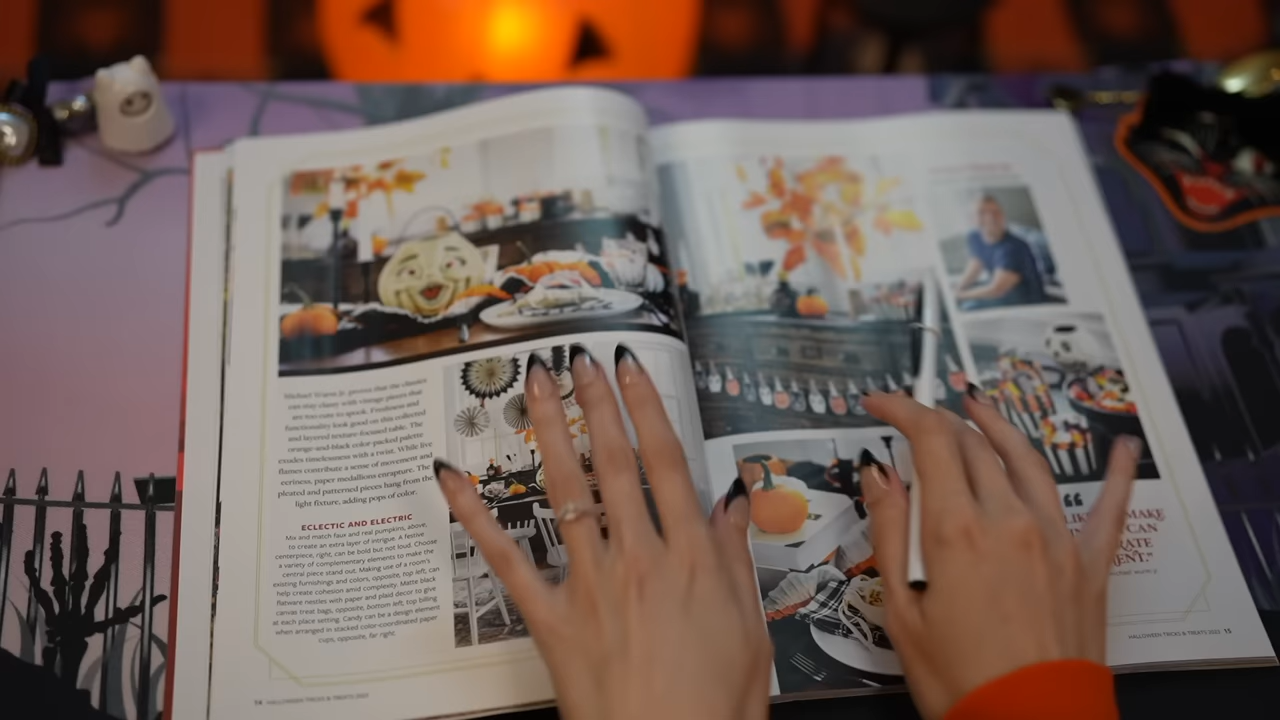 Michael Wurm Jr. proves that the classics
can stay classy with vintage pieces that
are too cute to spook. Freshness and
functionality look good on this collected
and layered texture-focused table. The
orange-and-black color-packed palette
exudes timelessness with a twist. While live
flames contribute a sense of movement and
eeriness, paper medallions enrapture. The
pleated and patterned pieces hang from the
light fixture, adding pops of color.
ECLECTIC AND ELECTRIC
Mix and match faux and real pumpkins, above,
to create an extra layer of intrigue. A festive
centerpiece, right, can be bold but not loud. Choose
a variety of complementary elements to make the
central piece stand out. Making use of a room's
existing furnishings and colors, opposite, top left, can
help create cohesion amid complexity. Matte black
flatware nestles with paper and plaid decor to give
canvas treat bags, opposite, bottom left, top billing
at each place setting. Candy can be a design element
when arranged in stacked color-coordinated paper
cups, opposite, far right.
14 HALLOWEEN TRICKS & TREATS 2023
“
MAKE
CAN
HALLOWEEN TRICKS & TREATS 2023 15